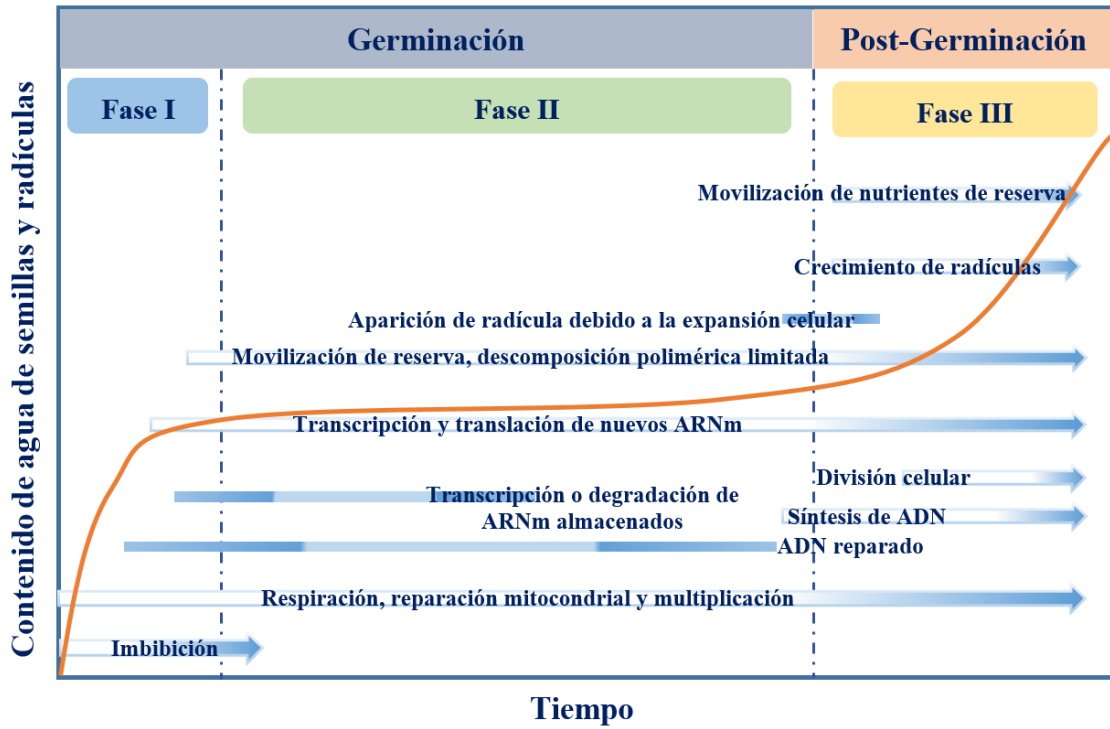 Germinación
Post-Germinación
Fase I
Fase II
Fase III
Contenido de agua de semillas y radículas
Movilización de nutrientes de reserva
Crecimiento de radículas
Aparición de radícula debido a la expansión celular
Movilización de reserva, descomposición polimérica limitada
Transcripción y translación de nuevos ARNm
División celular
Transcripción o degradación de
ARNm almacenados
Síntesis de ADN
ADN reparado
Respiración, reparación mitocondrial y multiplicación
Imbibición
Tiempo